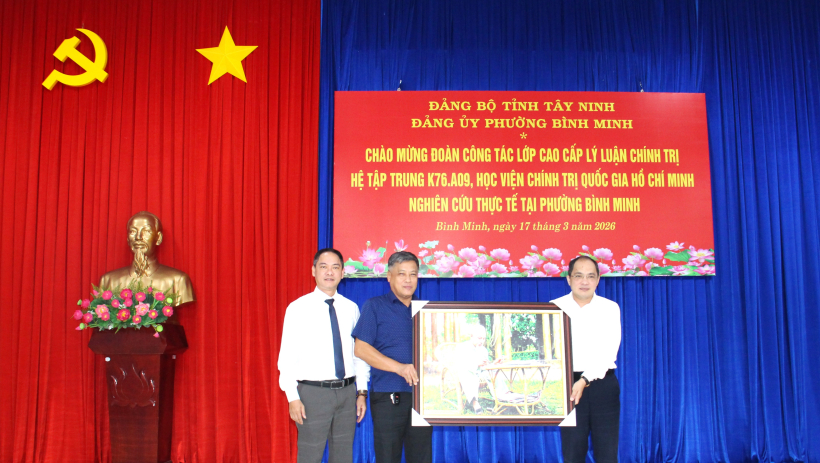 ĐẢNG BỘ TỈNH TÂY NINH
ĐẢNG ỦY PHƯỜNG BÌNH MINH
*
CHÀO MỪNG ĐOÀN CÔNG TÁC LỚP CAO CẤP LÝ LUẬN CHÍNH TRỊ
HỆ TẬP TRUNG K76.A09, HỌC VIỆN CHÍNH TRỊ QUỐC GIA HỒ CHÍ MINH
NGHIÊN CỨU THỰC TẾ TẠI PHƯỜNG BÌNH MINH
Bình Minh, ngày 17 tháng 3 năm 2026